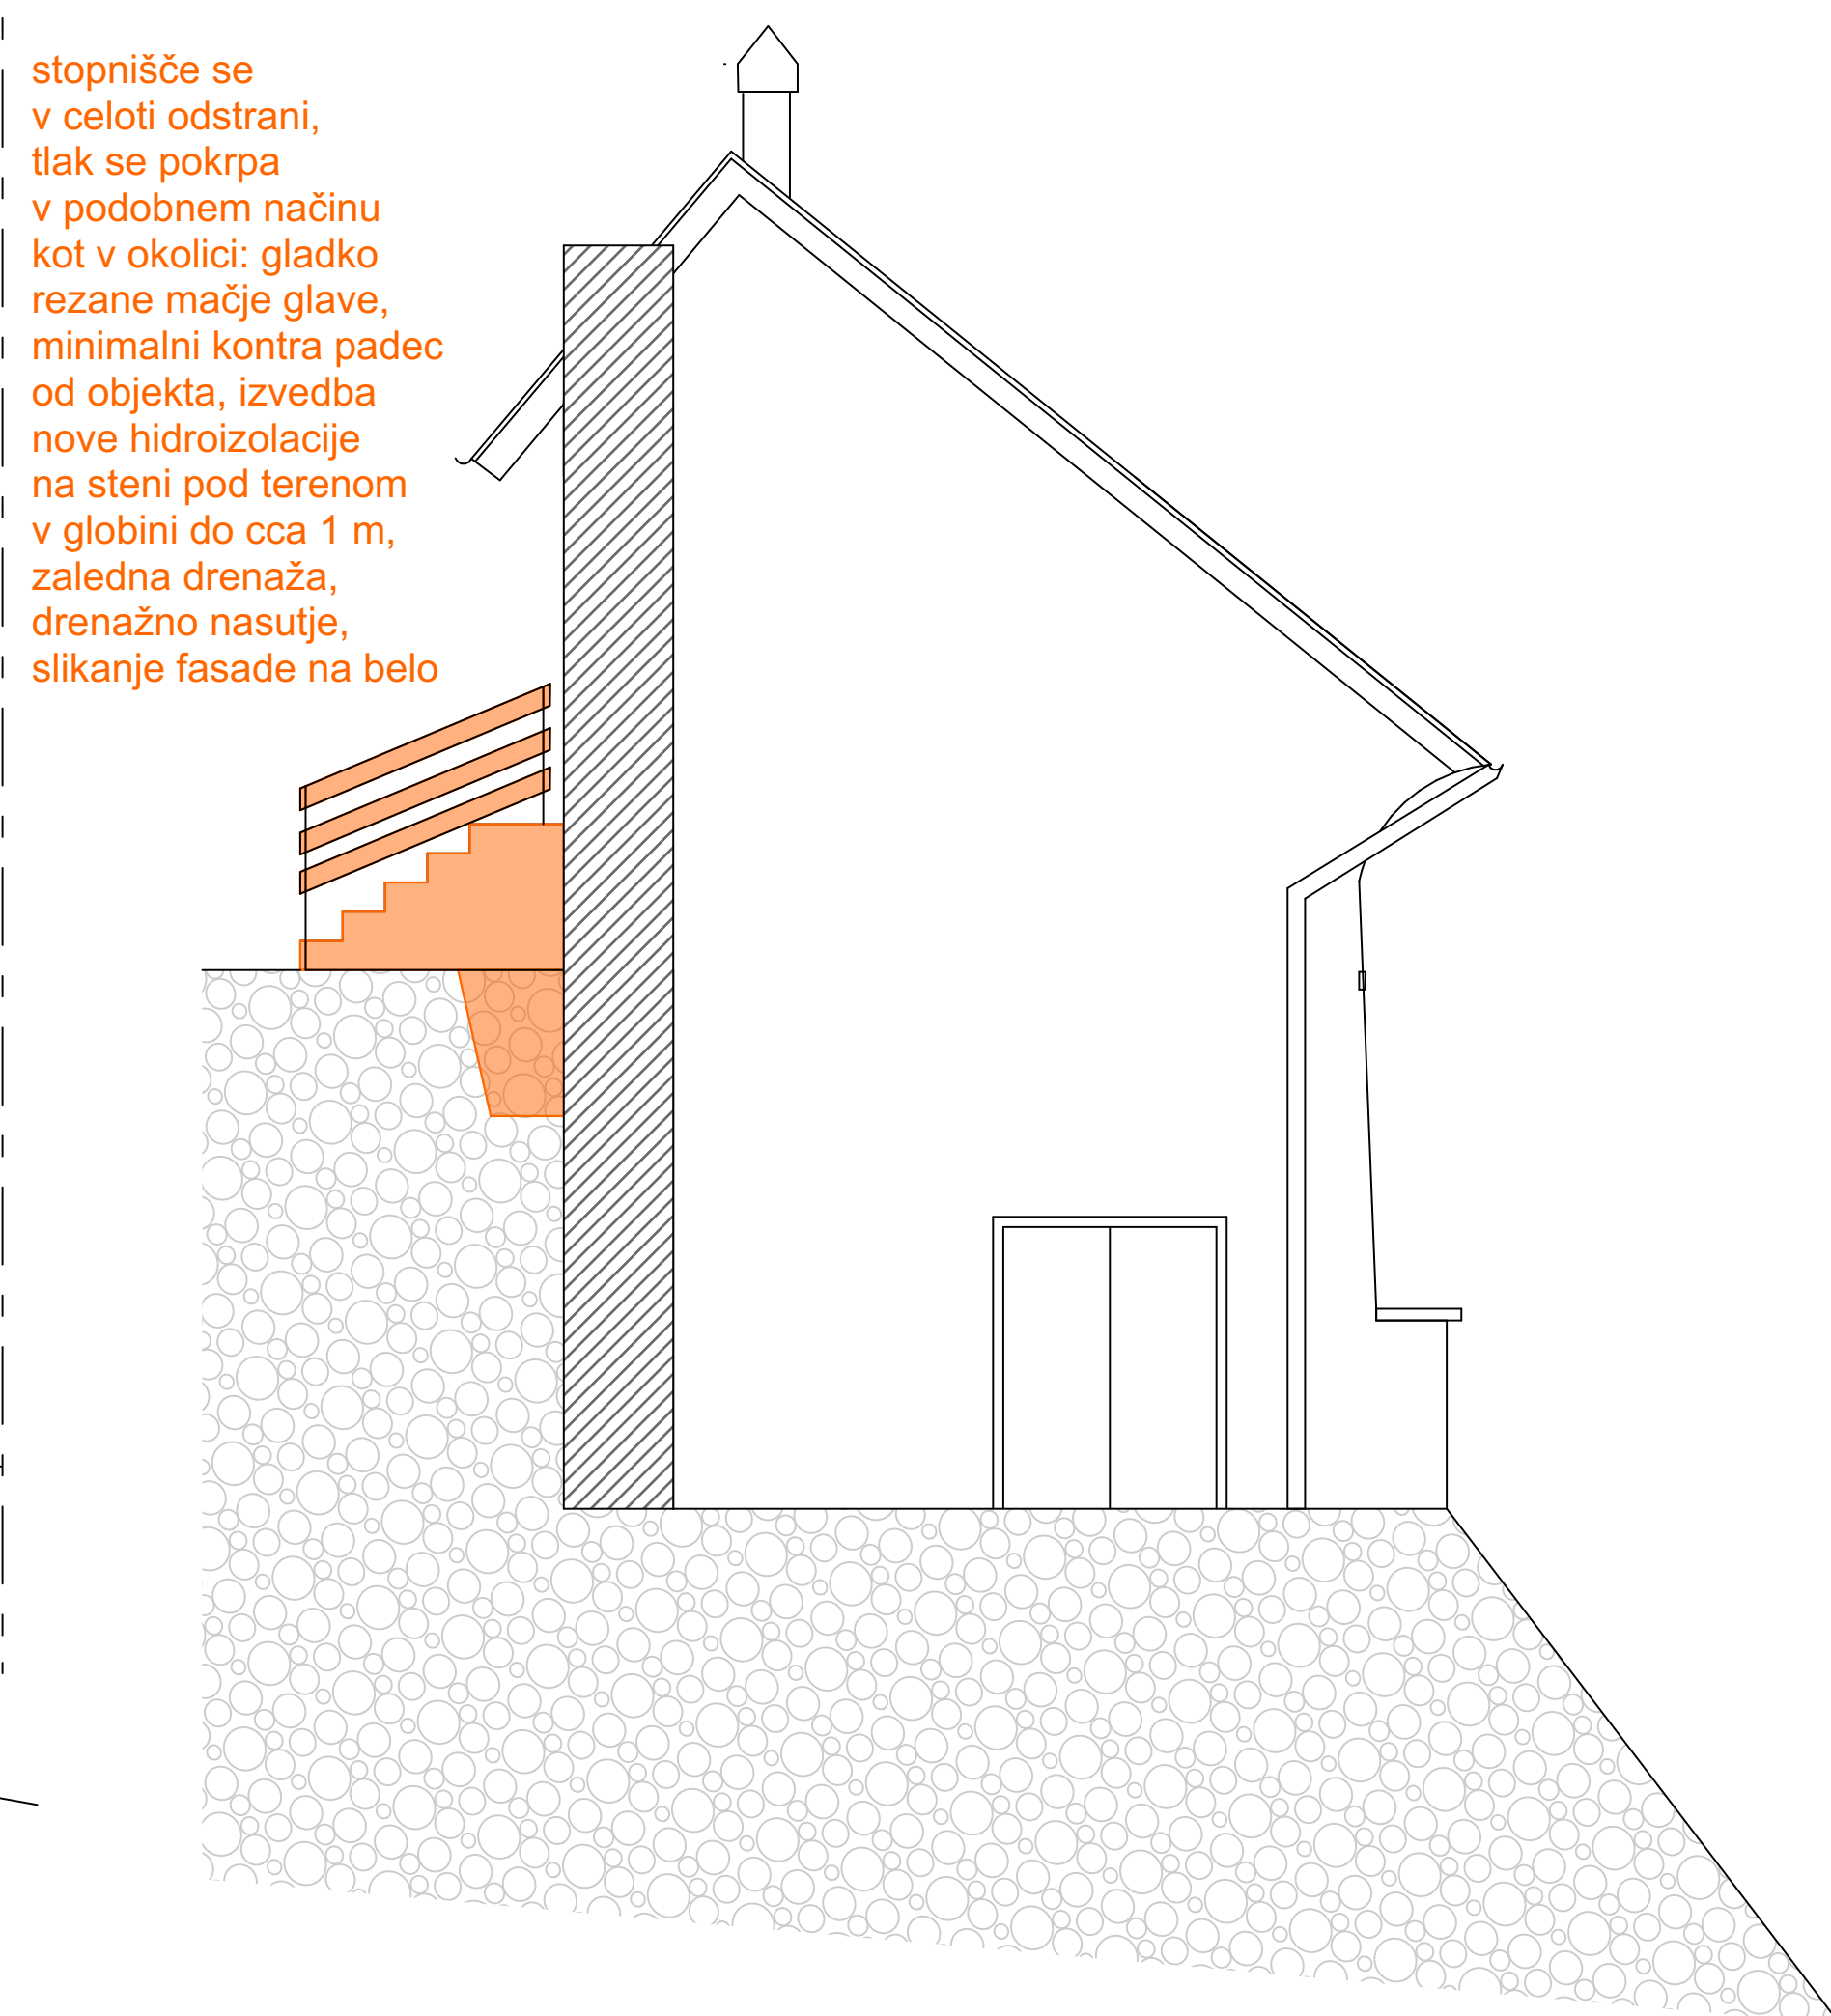 stopnišče se
v celoti odstrani,
tlak se pokrpa
v podobnem načinu
kot v okolici: gladko
rezane mačje glave,
minimalni kontra padec
od objekta, izvedba
nove hidroizolacije
na steni pod terenom
v globini do cca 1 m,
zaledna drenaža,
drenažno nasutje,
slikanje fasade na belo